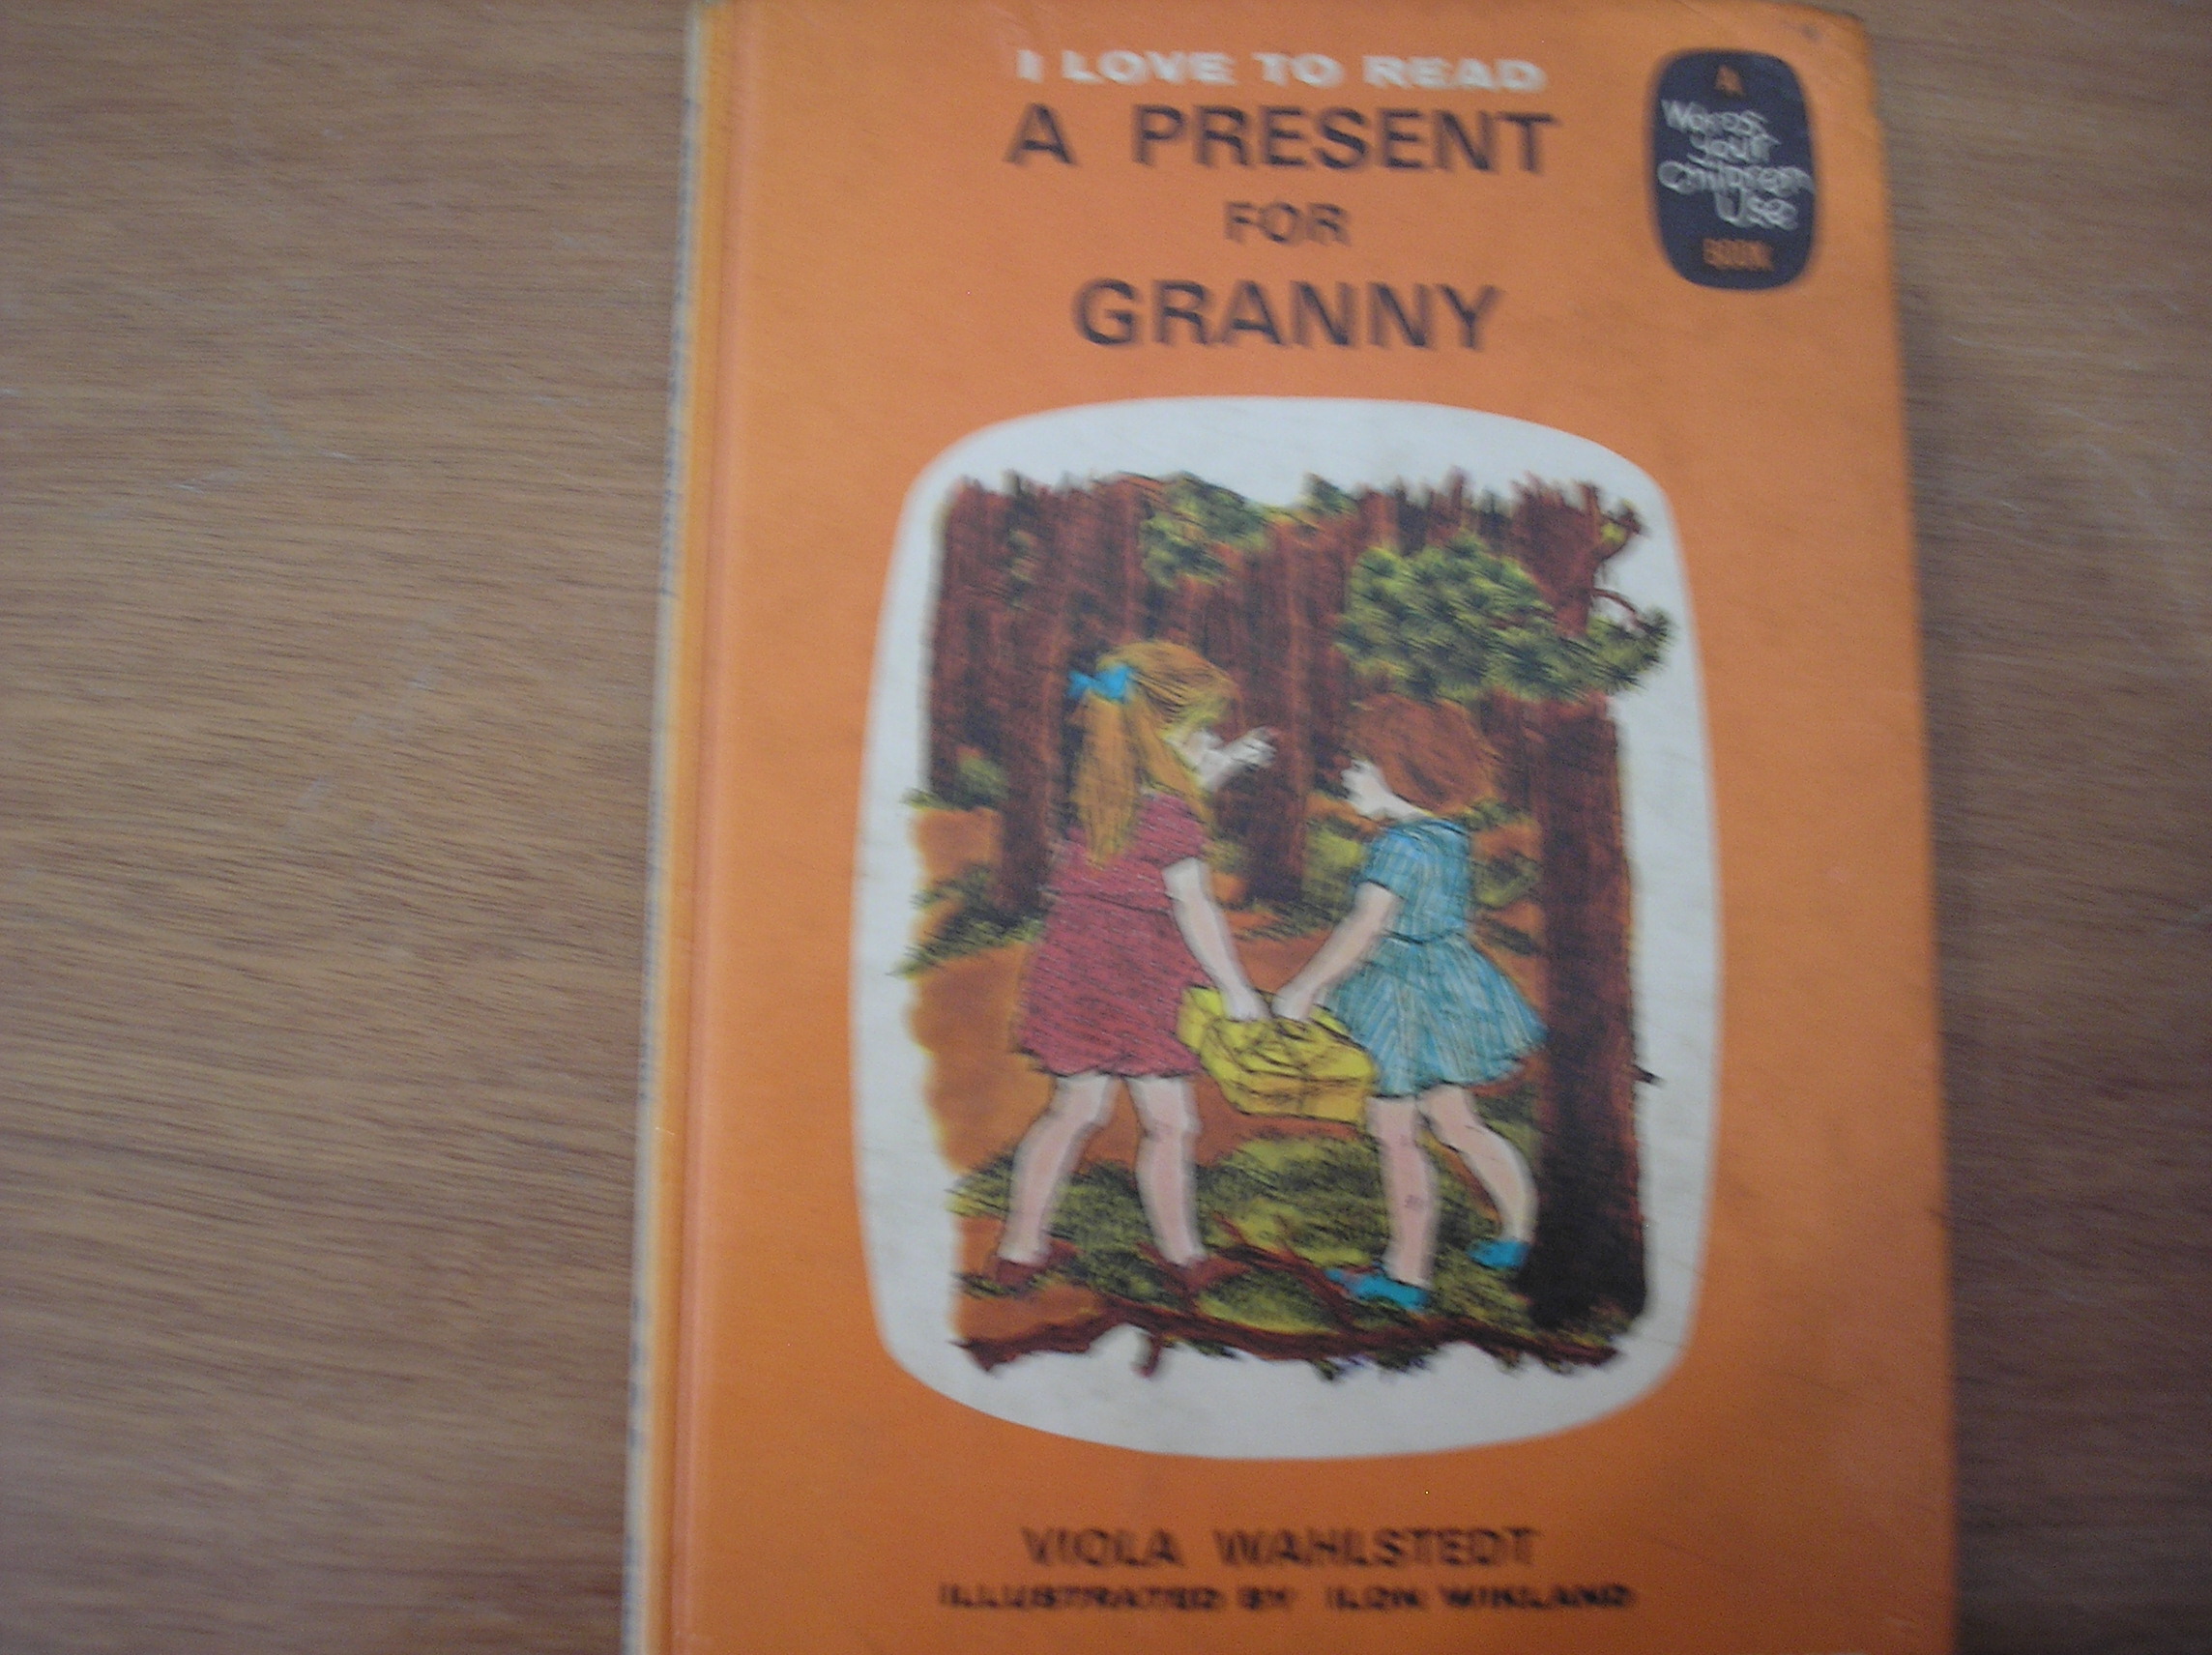 I LOVE TO READ
A PRESENT
FOR
GRANNY
A
Words
Your
Children
Use
BOOK
VIOLA WAHLSTEDT
ILLUSTRATED BY ILON WIKLAND